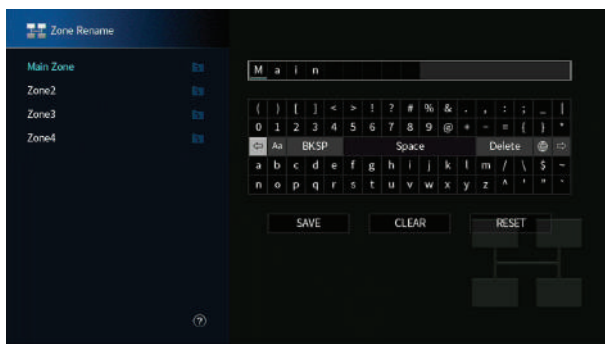 Zone Rename
Main Zone
Zone2
Zone3
Zone4
Main
( ) [ ] < > ! ? # % & . , : ; _ |
0 1 2 3 4 5 6 7 8 9 @ + - = { } *
⇦ Aa BKSP Space Delete ⇨
a b c d e f g h i j k l m / \ $ ~
n o p q r s t u v w x y z ^ ' " `
SAVE CLEAR RESET
?